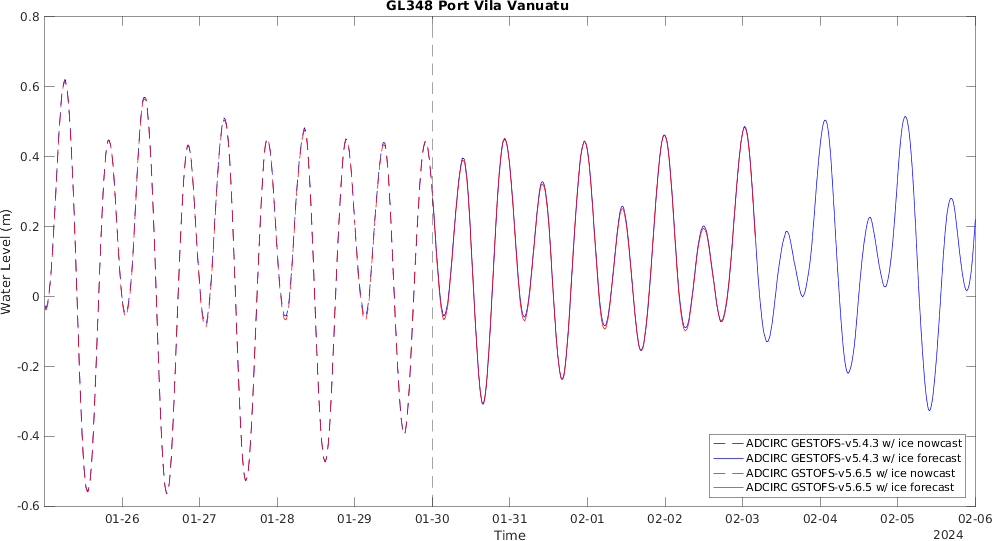 GL348 Port Vila Vanuatu
0.8
0.6
0.4
0.2
0
-0.2
-0.4
-0.6
Water Level (m)
ADCIRC GESTOFS-v5.4.3 w/ ice nowcast
ADCIRC GESTOFS-v5.4.3 w/ ice forecast
ADCIRC GSTOFS-v5.6.5 w/ ice nowcast
ADCIRC GSTOFS-v5.6.5 w/ ice forecast
01-26 01-27 01-28 01-29 01-30 01-31 02-01 02-02 02-03 02-04 02-05 02-06
Time
2024